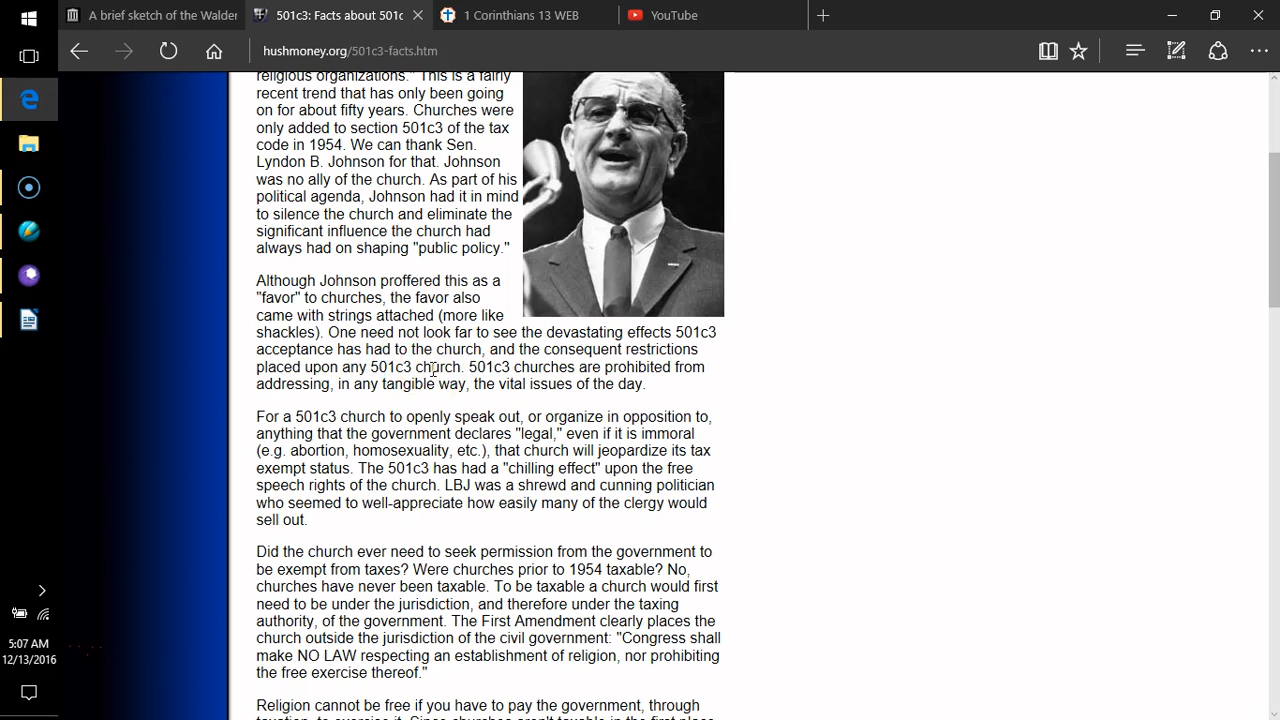 A brief sketch of the Walder
501c3: Facts about 501c
1 Corinthians 13 WEB
YouTube
hushmoney.org/501c3-facts.htm
religious organizations." This is a fairly
recent trend that has only been going
on for about fifty years. Churches were
only added to section 501c3 of the tax
code in 1954. We can thank Sen.
Lyndon B. Johnson for that. Johnson
was no ally of the church. As part of his
political agenda, Johnson had it in mind
to silence the church and eliminate the
significant influence the church had
always had on shaping "public policy."
Although Johnson proffered this as a
"favor" to churches, the favor also
came with strings attached (more like
shackles). One need not look far to see the devastating effects 501c3
acceptance has had to the church, and the consequent restrictions
placed upon any 501c3 church. 501c3 churches are prohibited from
addressing, in any tangible way, the vital issues of the day.
For a 501c3 church to openly speak out, or organize in opposition to,
anything that the government declares "legal," even if it is immoral
(e.g. abortion, homosexuality, etc.), that church will jeopardize its tax
exempt status. The 501c3 has had a "chilling effect" upon the free
speech rights of the church. LBJ was a shrewd and cunning politician
who seemed to well-appreciate how easily many of the clergy would
sell out.
Did the church ever need to seek permission from the government to
be exempt from taxes? Were churches prior to 1954 taxable? No,
churches have never been taxable. To be taxable a church would first
need to be under the jurisdiction, and therefore under the taxing
authority, of the government. The First Amendment clearly places the
church outside the jurisdiction of the civil government: "Congress shall
make NO LAW respecting an establishment of religion, nor prohibiting
the free exercise thereof."
Religion cannot be free if you have to pay the government, through
taxation, to exercise it. Since churches aren't taxable in the first place
5:07 AM
12/13/2016